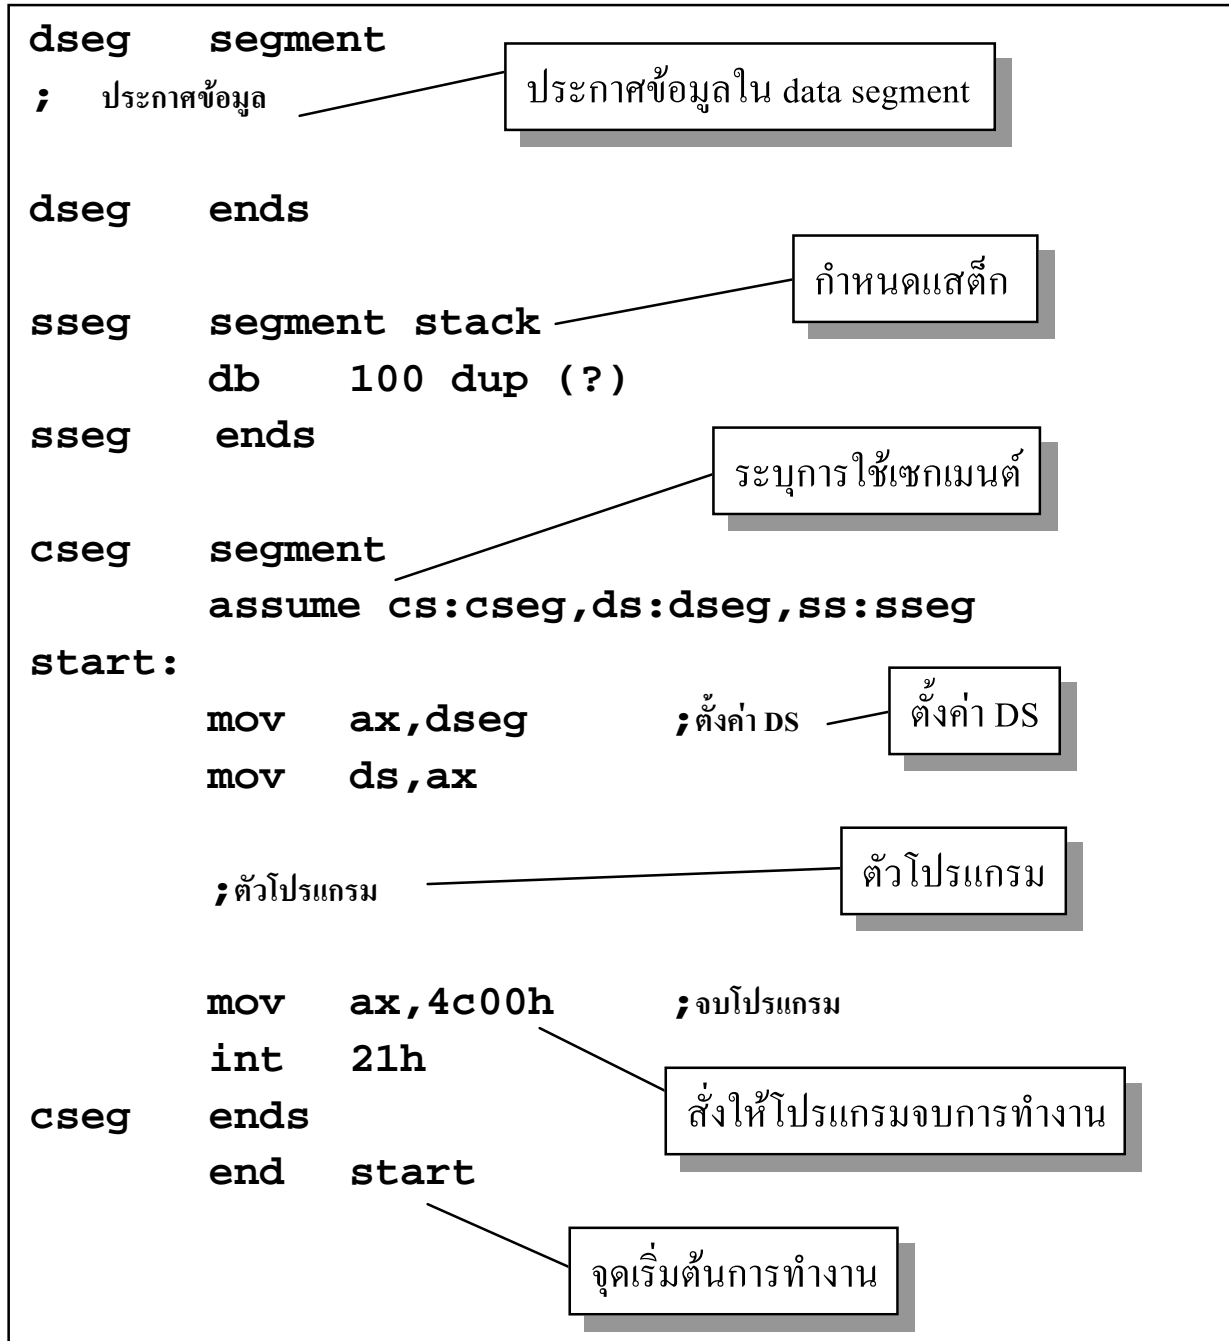 dseg segment
ประกาศข้อมูลใน data segment
; ประกาศข้อมูล
dseg ends
กำหนดแสต็ก
sseg segment stack
db 100 dup (?)
sseg ends
ระบุการใช้เซกเมนต์
cseg segment
assume cs:cseg,ds:dseg,ss:sseg
start:
mov ax,dseg ;ตั้งค่า DS
ตั้งค่า DS
mov ds,ax
ตัวโปรแกรม
;ตัวโปรแกรม
mov ax,4c00h ;จบโปรแกรม
int 21h
สั่งให้โปรแกรมจบการทำงาน
cseg ends
end start
จุดเริ่มต้นการทำงาน